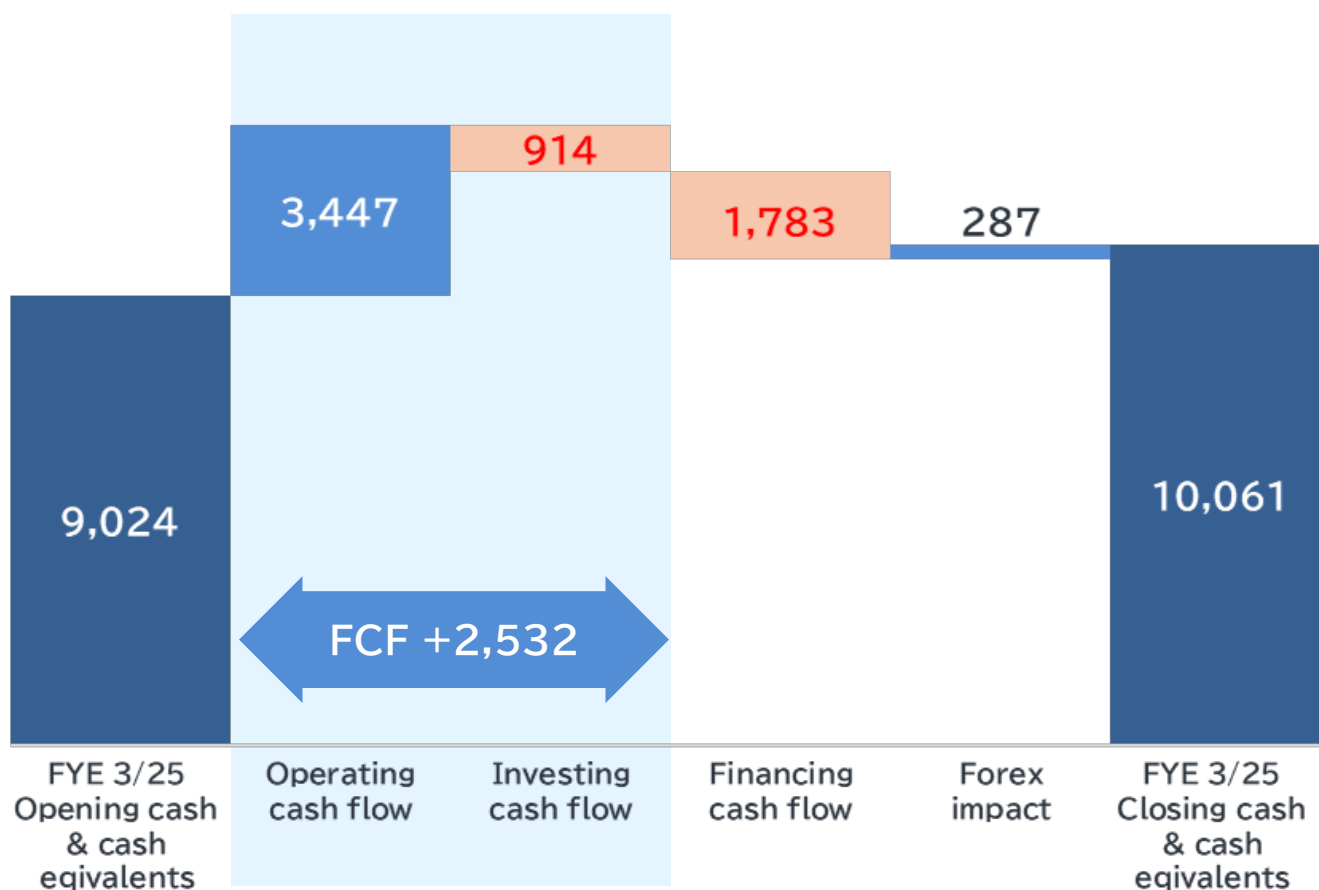 914
3,447
1,783
287
9,024
10,061
FCF +2,532
FYE 3/25
Opening cash
& cash
eqivalents
Operating
cash flow
Investing
cash flow
Financing
cash flow
Forex
impact
FYE 3/25
Closing cash
& cash
eqivalents